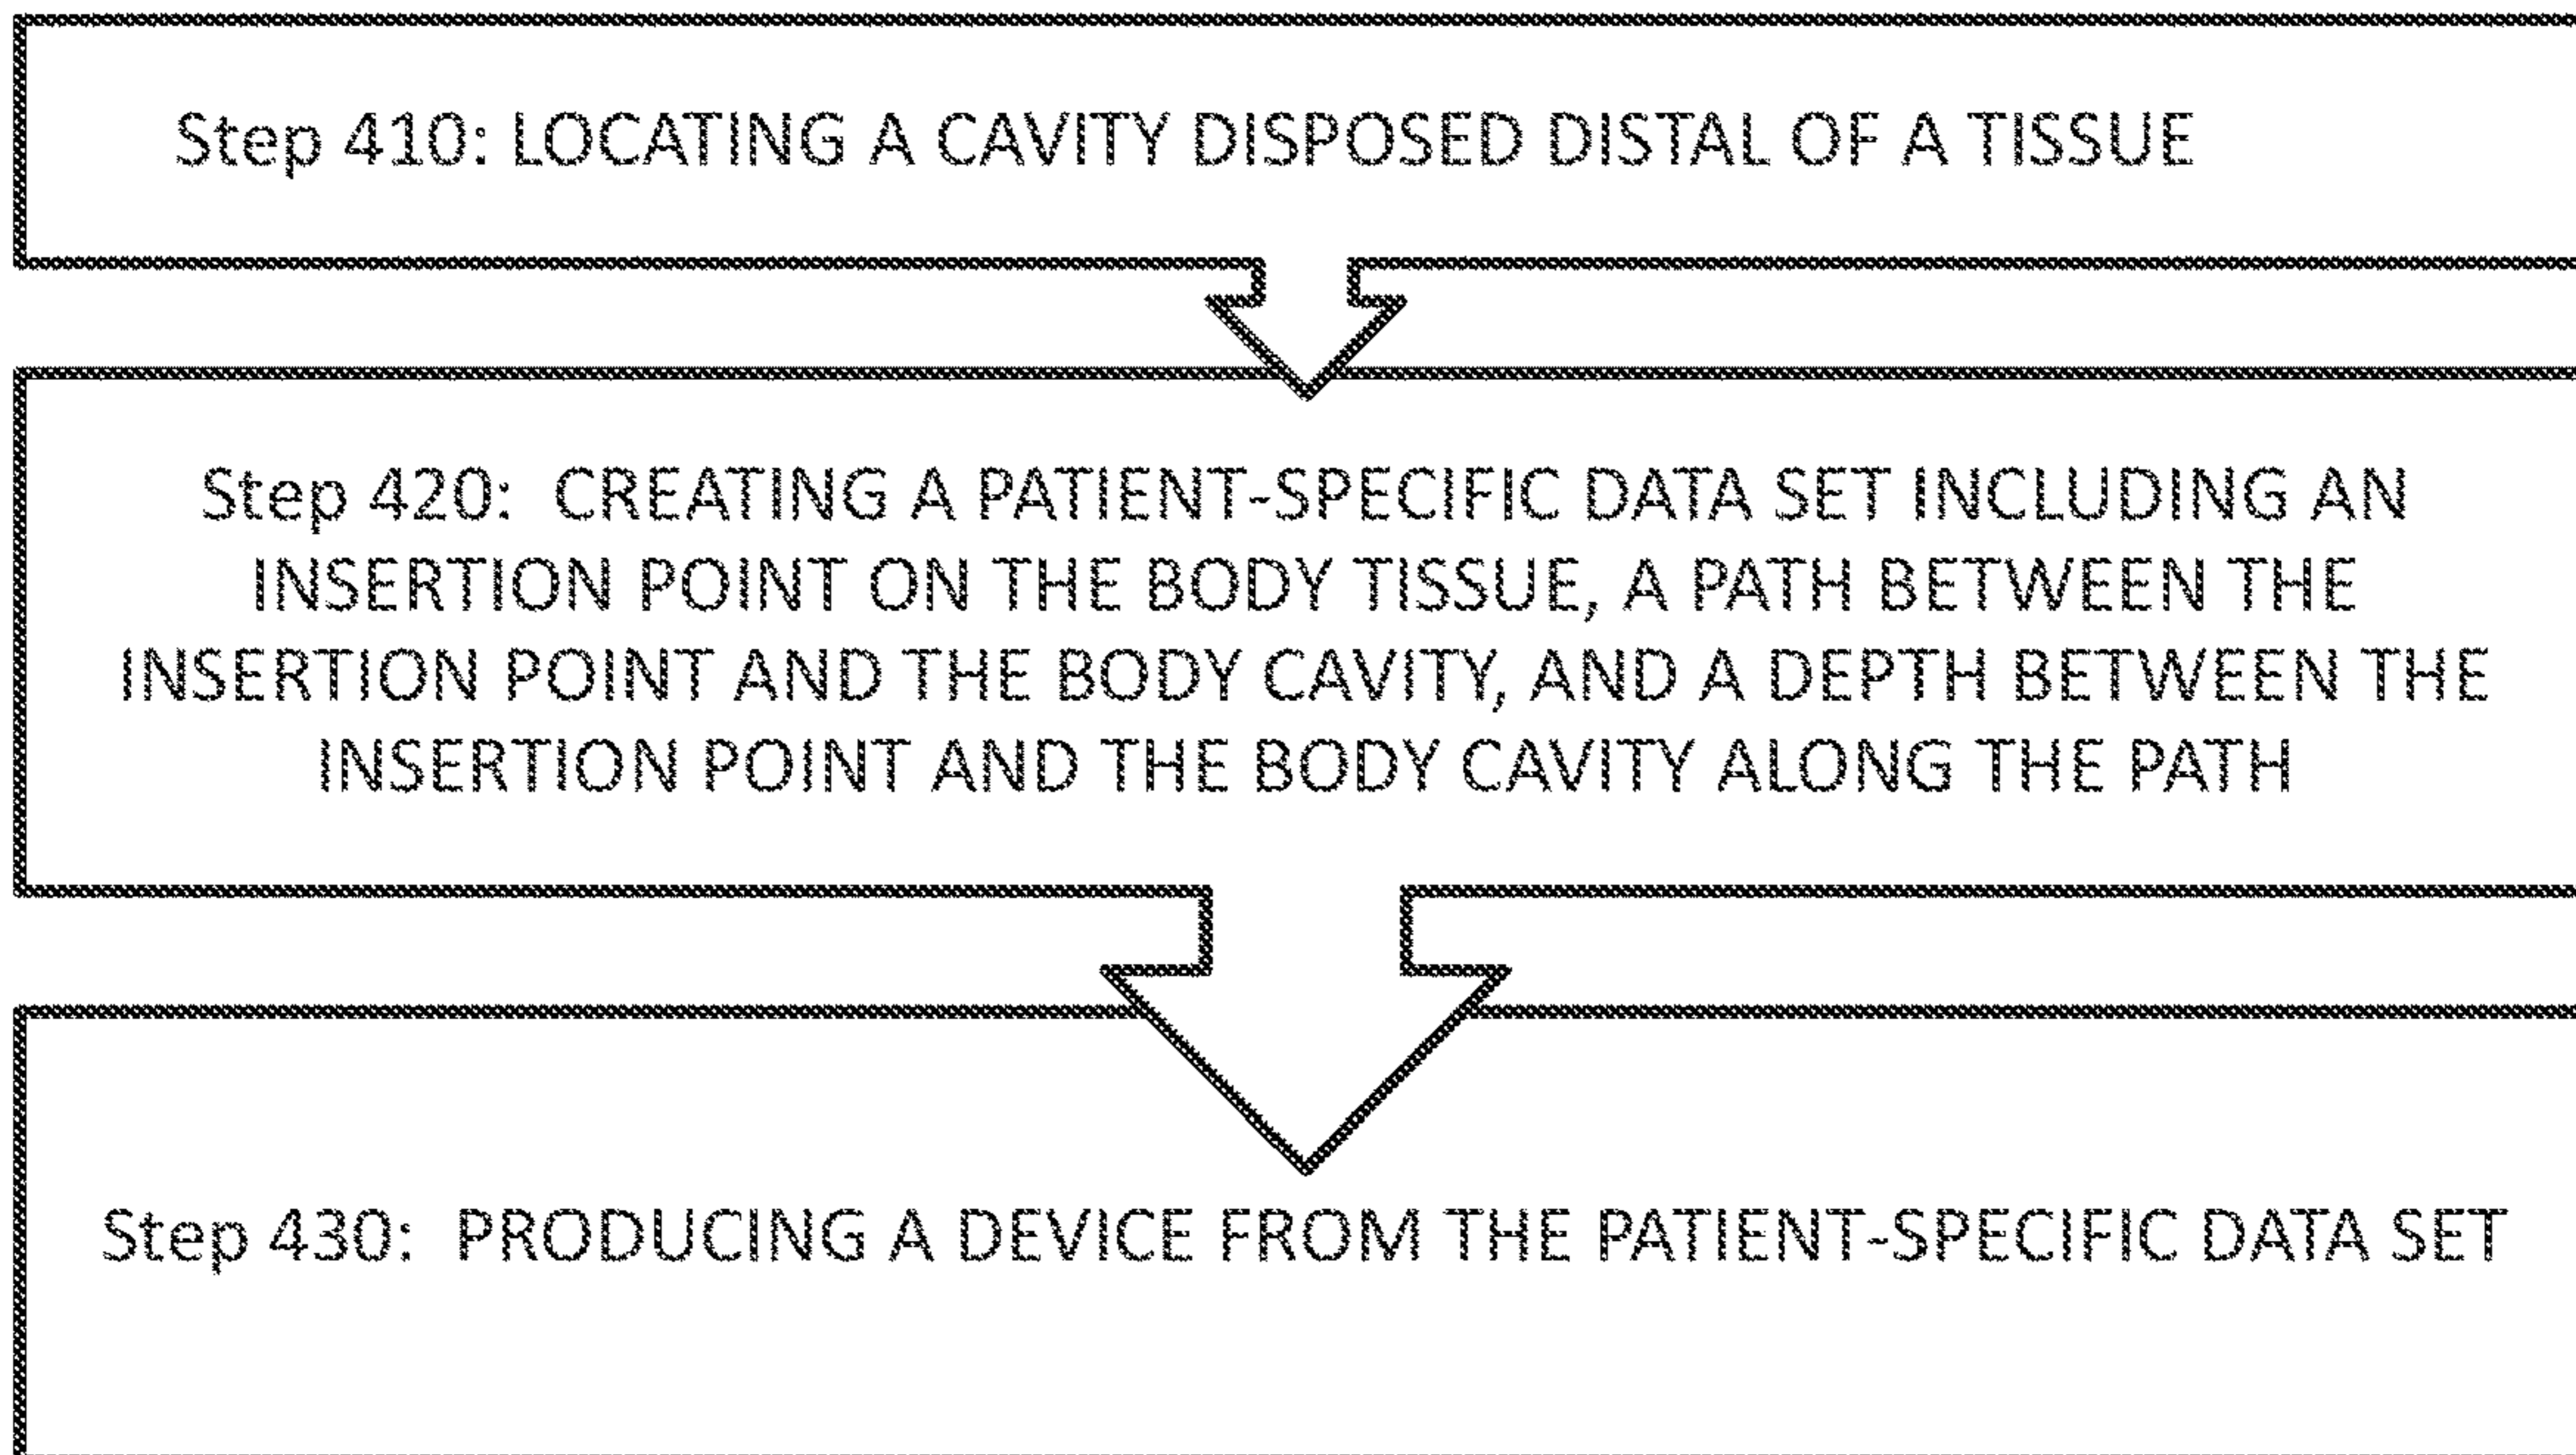 Step 410: LOCATING A CAVITY DISPOSED DISTAL OF A TISSUE
Step 420:  CREATING A PATIENT-SPECIFIC DATA SET INCLUDING AN
INSERTION POINT ON THE BODY TISSUE, A PATH BETWEEN THE
INSERTION POINT AND THE BODY CAVITY, AND A DEPTH BETWEEN THE
INSERTION POINT AND THE BODY CAVITY ALONG THE PATH
Step 430:  PRODUCING A DEVICE FROM THE PATIENT-SPECIFIC DATA SET